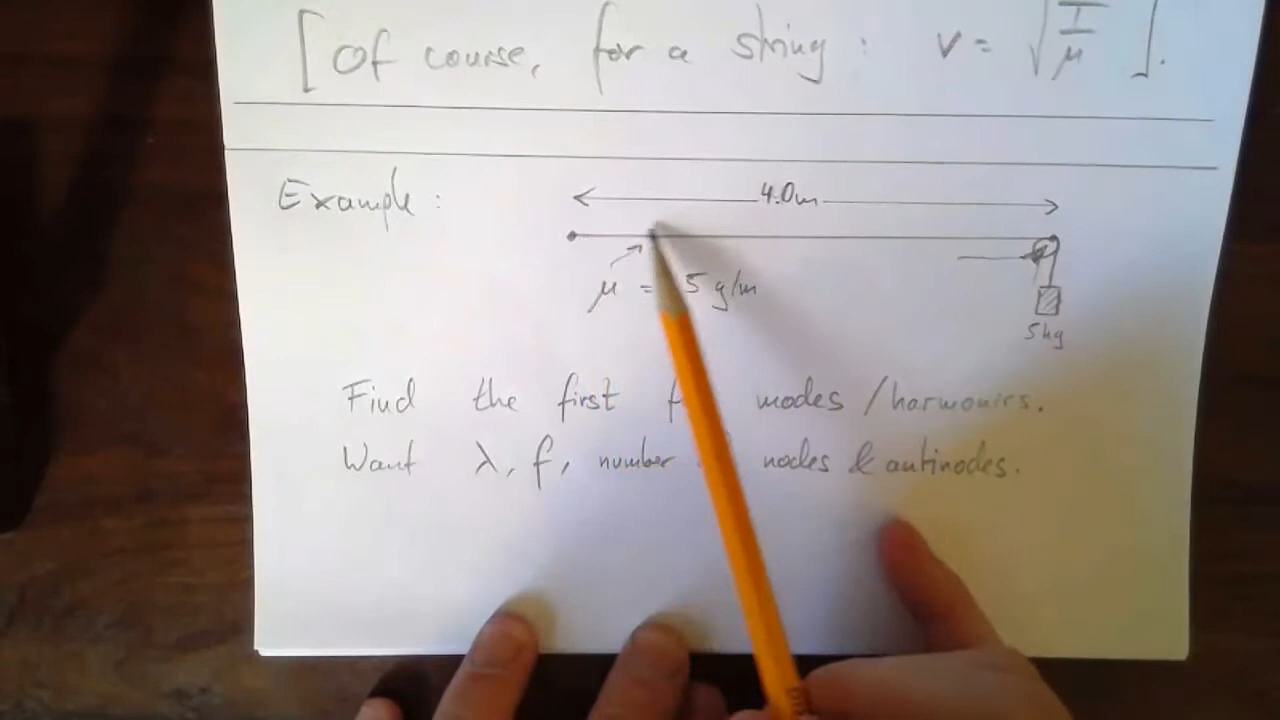 [Of course, for a string: v = √T/μ].
Example:
4.0m
μ = 5 g/m
5kg
Find the first modes/harmonics.
Want λ, f, number nodes & antinodes.